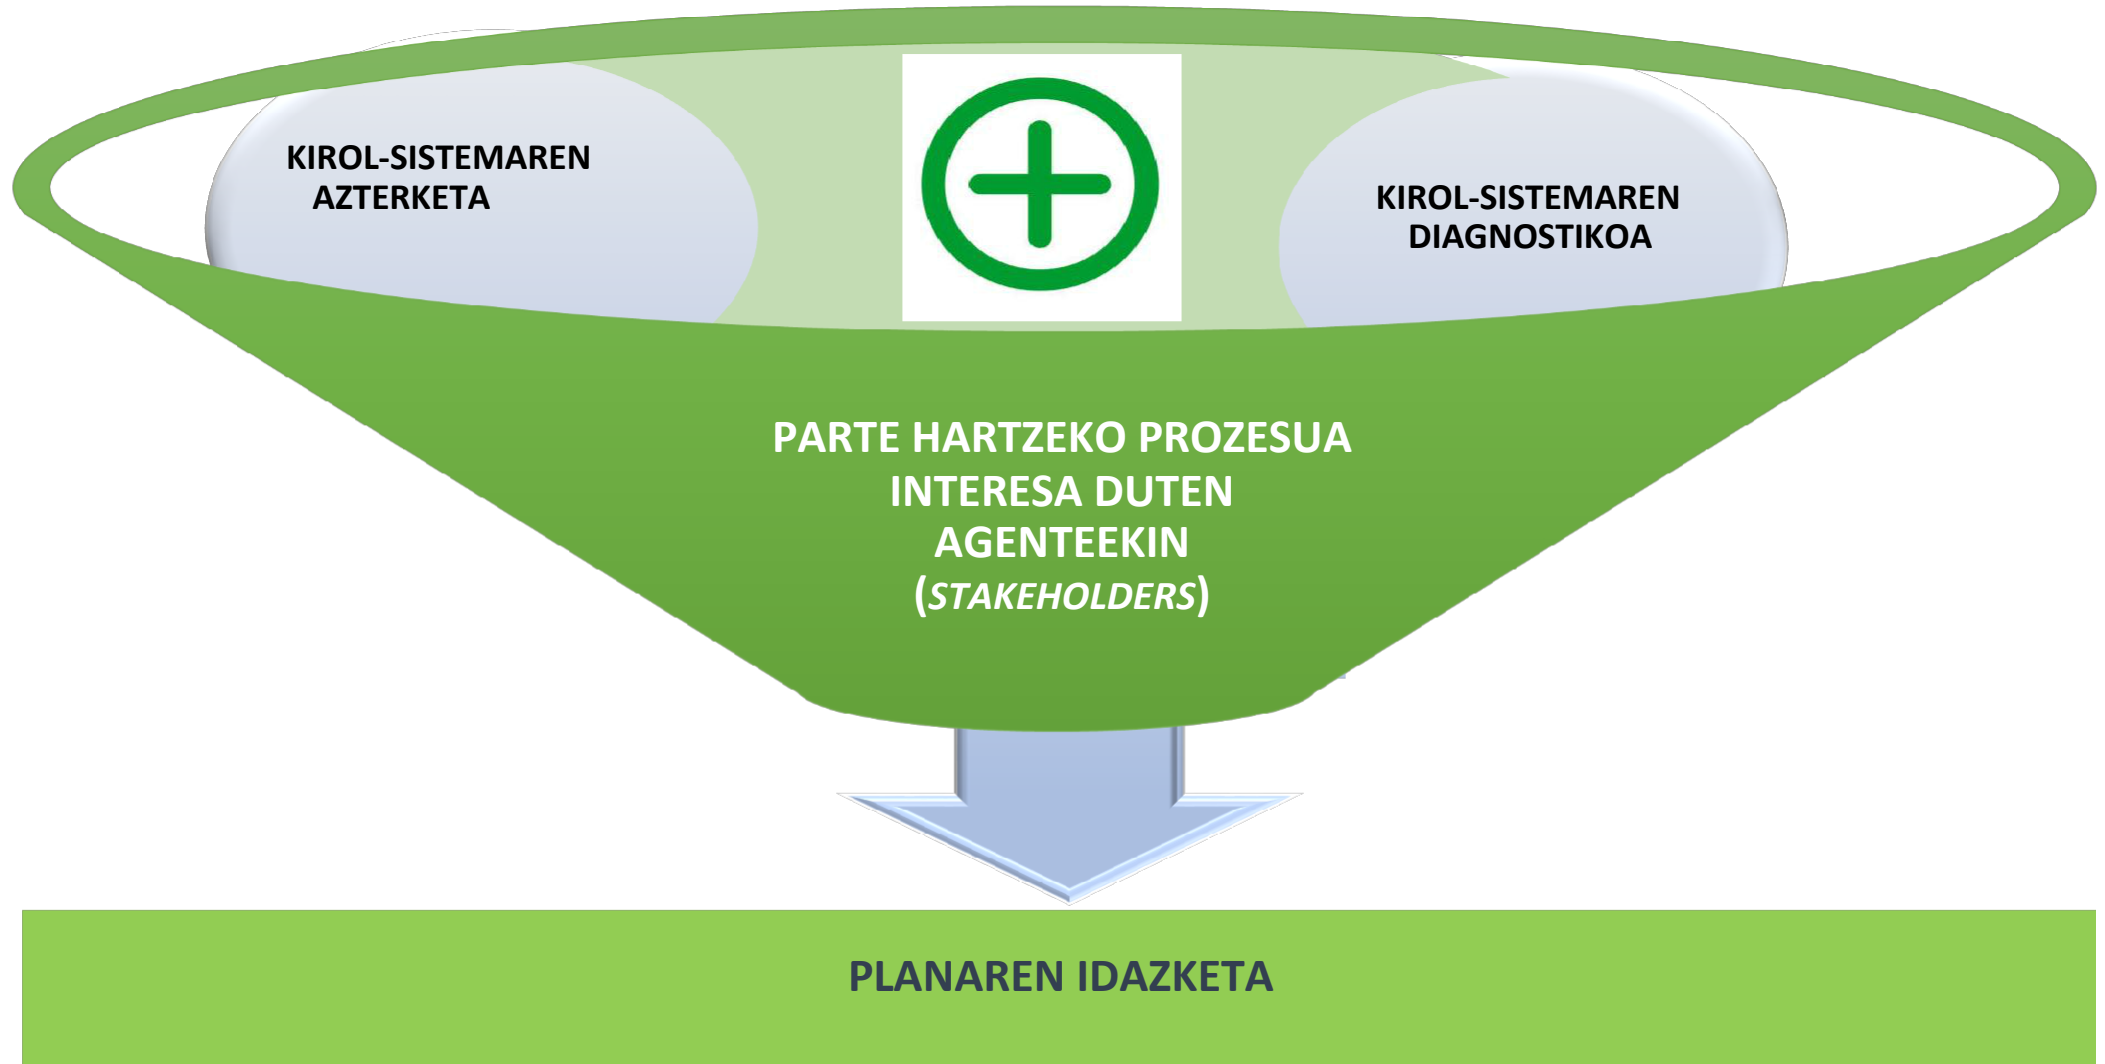 KIROL-SISTEMAREN
AZTERKETA
KIROL-SISTEMAREN
DIAGNOSTIKOA
PARTE HARTZEKO PROZESUA
INTERESA DUTEN
AGENTEEKIN
(STAKEHOLDERS)
PLANAREN IDAZKETA